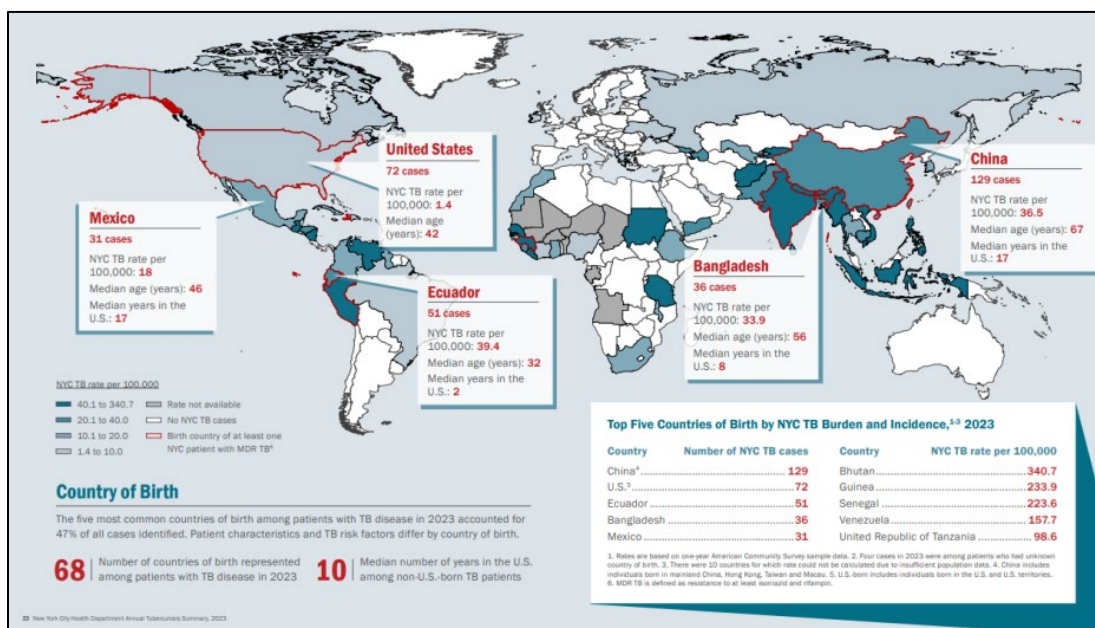 United States
72 cases
NYC TB rate per
100,000: 1.4
Median age
(years): 42
Mexico
31 cases
NYC TB rate per
100,000: 18
Median age (years): 46
Median years in the
U.S.: 17
Ecuador
51 cases
NYC TB rate per
100,000: 39.4
Median age (years): 32
Median years in the
U.S.: 2
Bangladesh
36 cases
NYC TB rate per
100,000: 33.9
Median age (years): 56
Median years in the
U.S.: 8
China
129 cases
NYC TB rate per
100,000: 36.5
Median age (years): 67
Median years in the
U.S.: 17
NYC TB rate per 100,000
40.1 to 340.7
20.1 to 40.0
10.1 to 20.0
1.4 to 10.0
Rate not available
No NYC TB cases
Birth country of at least one
NYC patient with MDR TB⁶
Country of Birth
The five most common countries of birth among patients with TB disease in 2023 accounted for
47% of all cases identified. Patient characteristics and TB risk factors differ by country of birth.
68 Number of countries of birth represented
among patients with TB disease in 2023
10 Median number of years in the U.S.
among non-U.S.-born TB patients
Top Five Countries of Birth by NYC TB Burden and Incidence,¹⁻³ 2023
Country Number of NYC TB cases
China⁴ 129
U.S.⁵ 72
Ecuador 51
Bangladesh 36
Mexico 31
Country NYC TB rate per 100,000
Bhutan 340.7
Guinea 233.9
Senegal 223.6
Venezuela 157.7
United Republic of Tanzania 98.6
1. Rates are based on one-year American Community Survey sample data. 2. Four cases in 2023 were among patients who had unknown
country of birth. 3. There were 10 countries for which rate could not be calculated due to insufficient population data. 4. China includes
individuals born in mainland China, Hong Kong, Taiwan and Macau. 5. U.S.-born includes individuals born in the U.S. and U.S. territories.
6. MDR TB is defined as resistance to at least isoniazid and rifampin.
23 New York City Health Department Annual Tuberculosis Summary, 2023